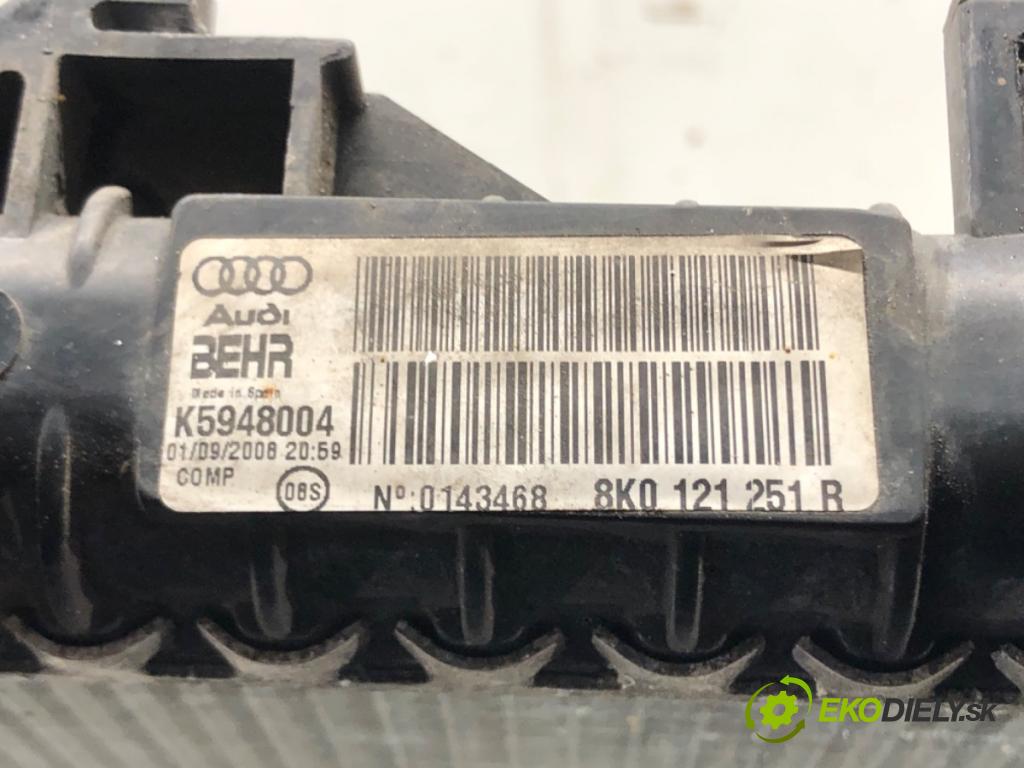 Audi
BEHR
Made in Spain
K5948004
01/09/2008 20:59
COMP
08S
Nº:0143468
8K0 121 251 R
EKODIELY.SK